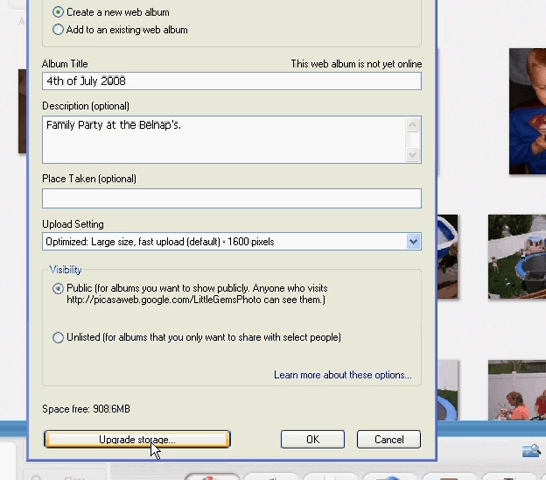 Create a new web album
Add to an existing web album
Album Title
This web album is not yet online
4th of July 2008
Description (optional)
Family Party at the Belnap's.
Place Taken (optional)
Upload Setting
Optimized: Large size, fast upload (default) - 1600 pixels
Visibility
Public (for albums you want to show publicly. Anyone who visits
http://picasaweb.google.com/LittleGemsPhoto can see them.)
Unlisted (for albums that you only want to share with select people)
Learn more about these options...
Space free: 908.6MB
Upgrade storage...
OK
Cancel